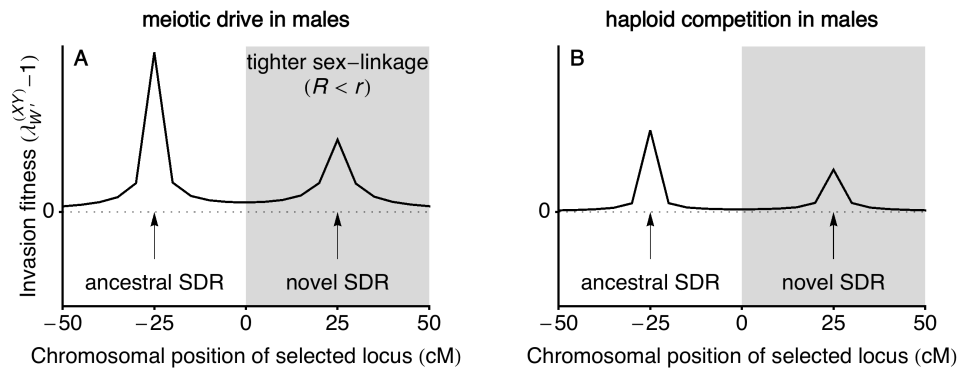 meiotic drive in males
A
tighter sex−linkage
(R < r)
Invasion fitness (λ_W′^(XY) −1)
0
ancestral SDR
novel SDR
−50 −25 0 25 50
Chromosomal position of selected locus (cM)
haploid competition in males
B
0
ancestral SDR
novel SDR
−50 −25 0 25 50
Chromosomal position of selected locus (cM)